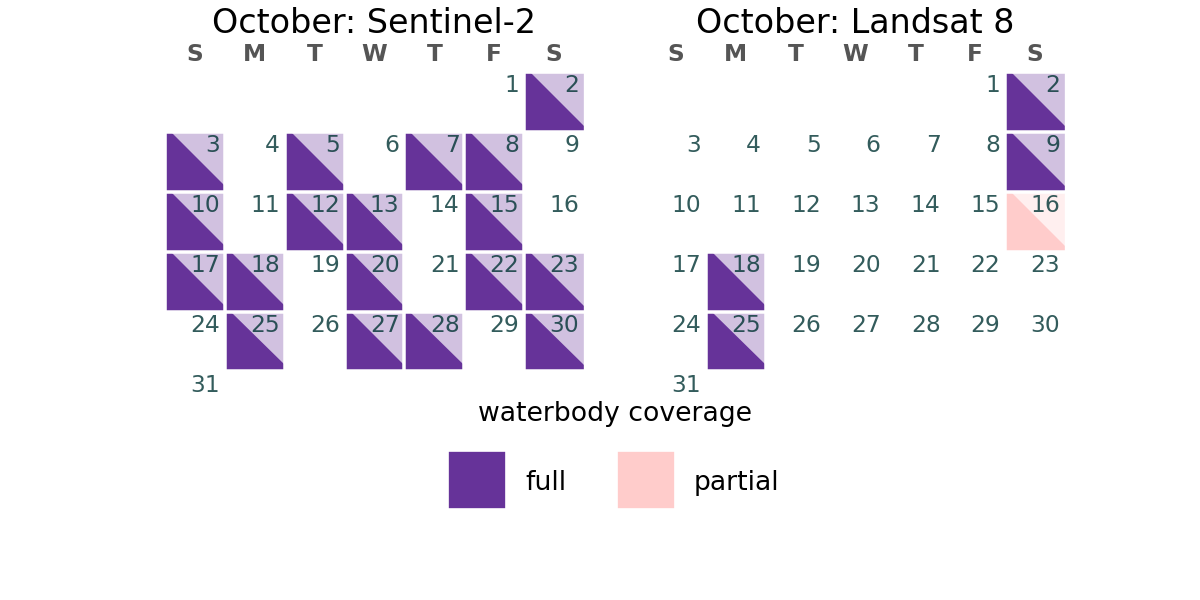 October: Sentinel-2
S M T W T F S
1 2
3 4 5 6 7 8 9
10 11 12 13 14 15 16
17 18 19 20 21 22 23
24 25 26 27 28 29 30
31
October: Landsat 8
S M T W T F S
1 2
3 4 5 6 7 8 9
10 11 12 13 14 15 16
17 18 19 20 21 22 23
24 25 26 27 28 29 30
31
waterbody coverage
full partial